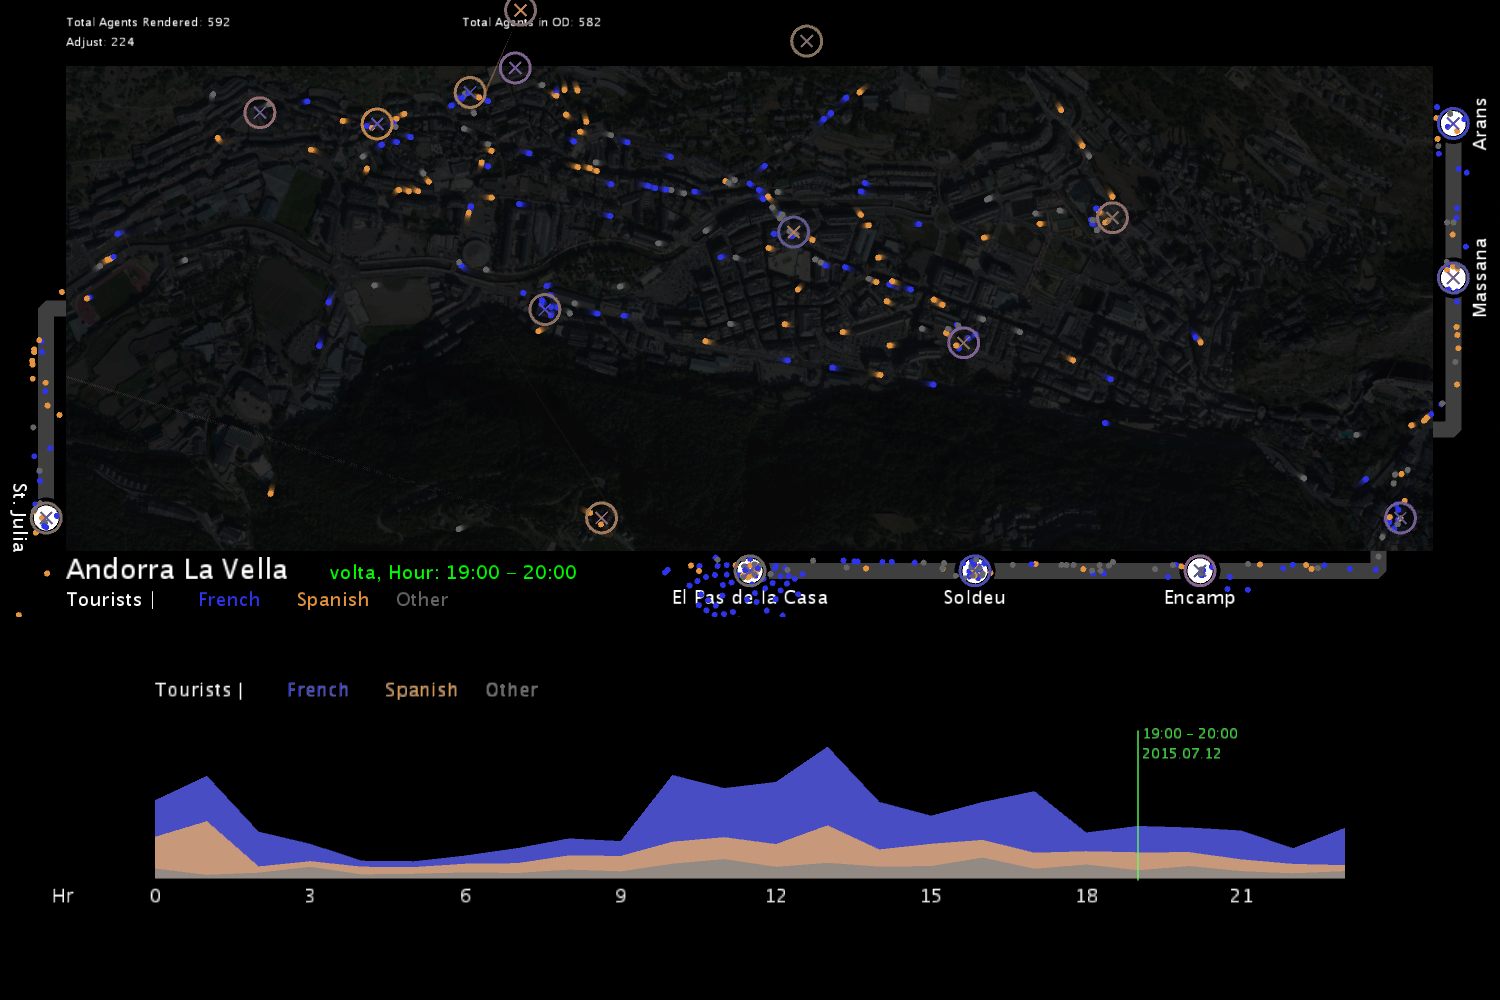 Total Agents Rendered: 592
Total Agents in OD: 582
Adjust: 224
Arans
Massana
St. Julia
Andorra La Vella
volta, Hour: 19:00 – 20:00
Tourists | French Spanish Other
El Pas de la Casa
Soldeu
Encamp
Tourists | French Spanish Other
19:00 – 20:00
2015.07.12
Hr 0 3 6 9 12 15 18 21